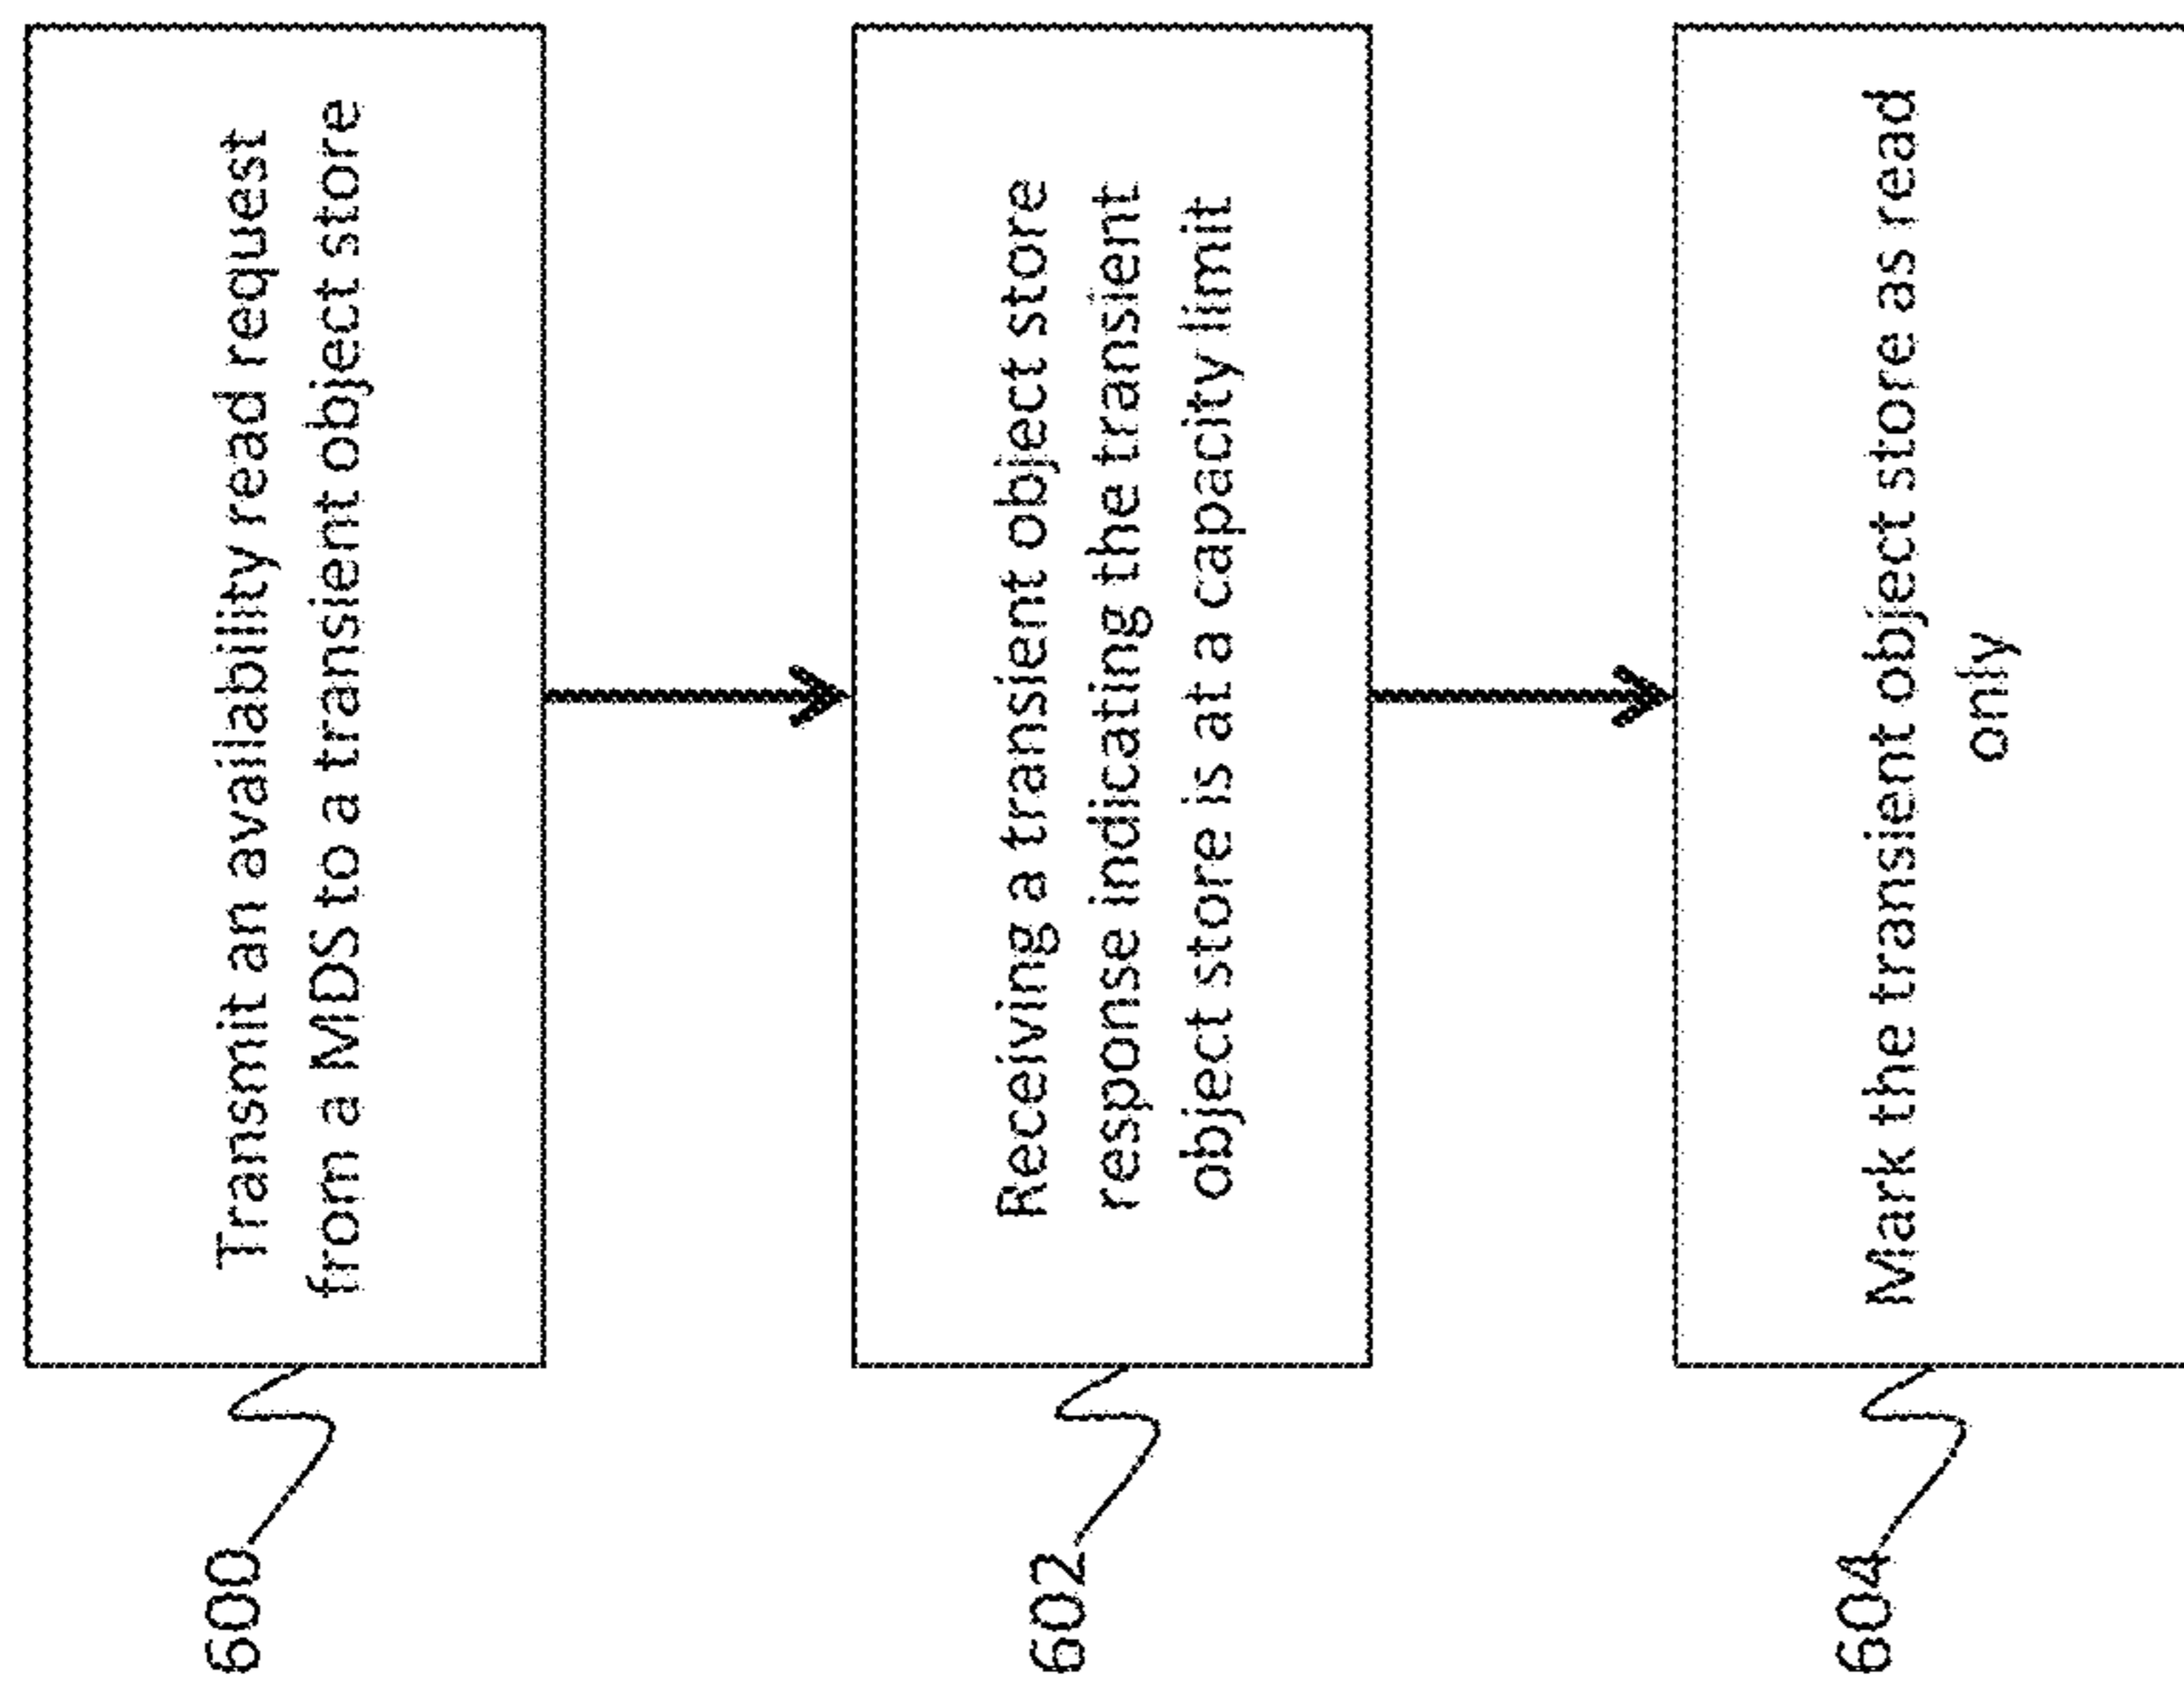 600
Transmit an availability read request
from a MDS to a transient object store
602
Receiving a transient object store
response indicating the transient
object store is at a capacity limit
604
Mark the transient object store as read
only